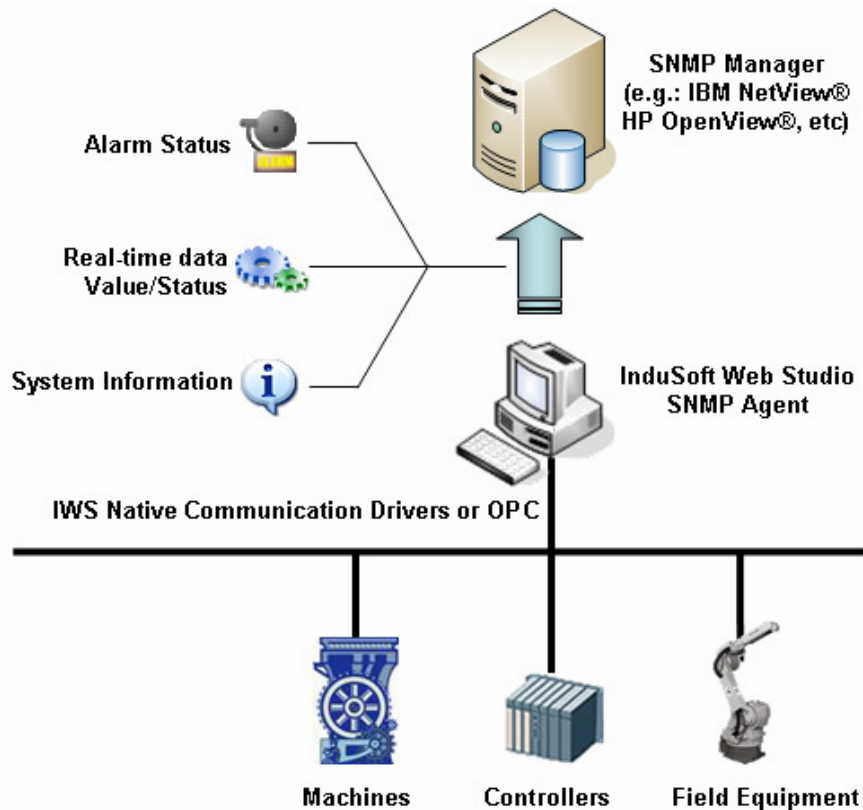 SNMP Manager
(e.g.: IBM NetView®
HP OpenView®, etc)
Alarm Status
ALARM
Real-time data
Value/Status
System Information
InduSoft Web Studio
SNMP Agent
IWS Native Communication Drivers or OPC
Machines
Controllers
Field Equipment